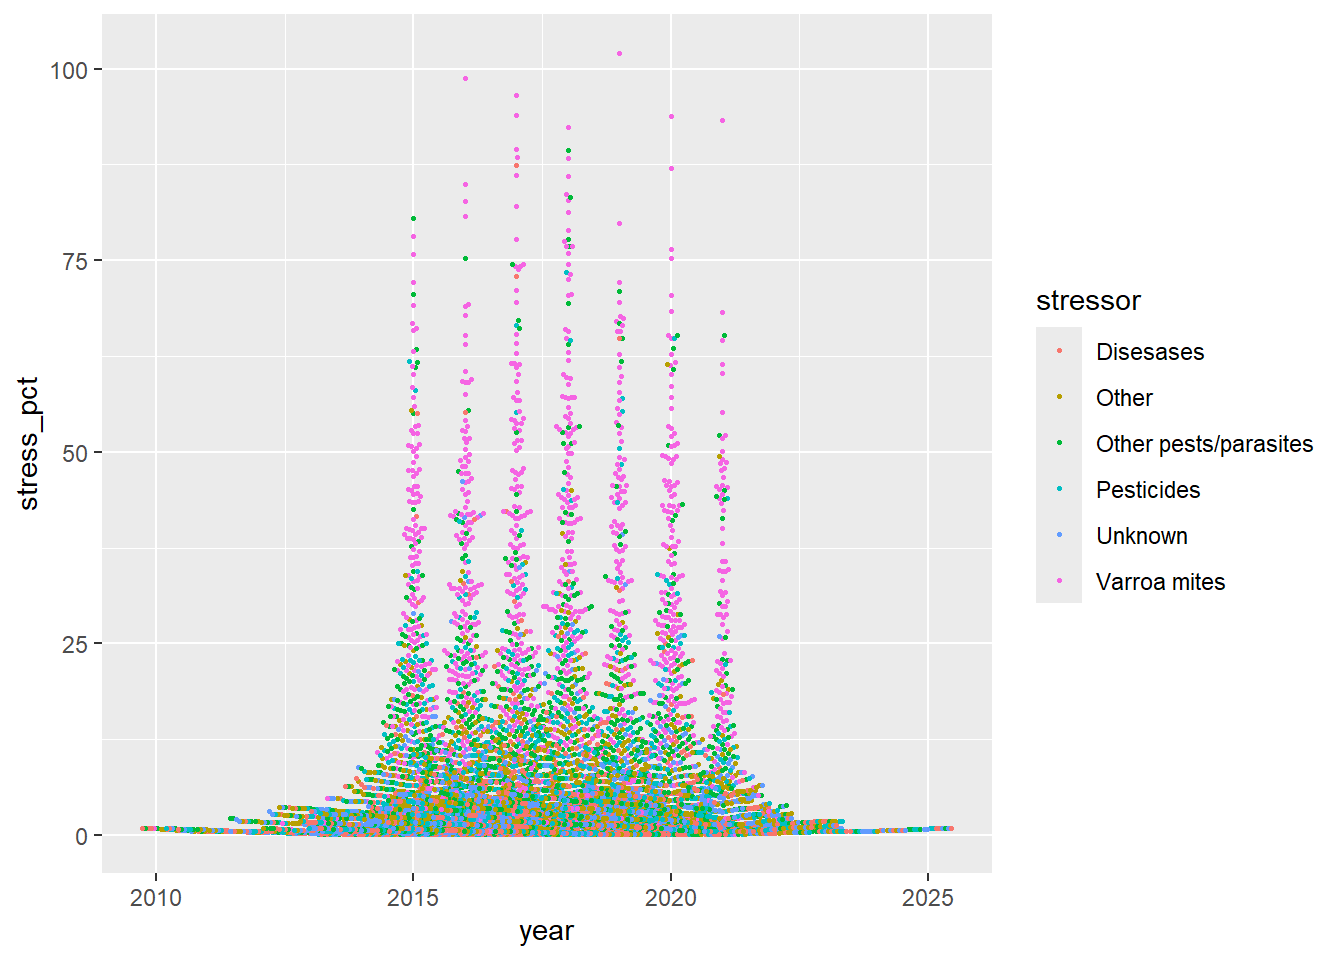 100
75
50
25
0
stress_pct
2010
2015
2020
2025
year
stressor
Disesases
Other
Other pests/parasites
Pesticides
Unknown
Varroa mites